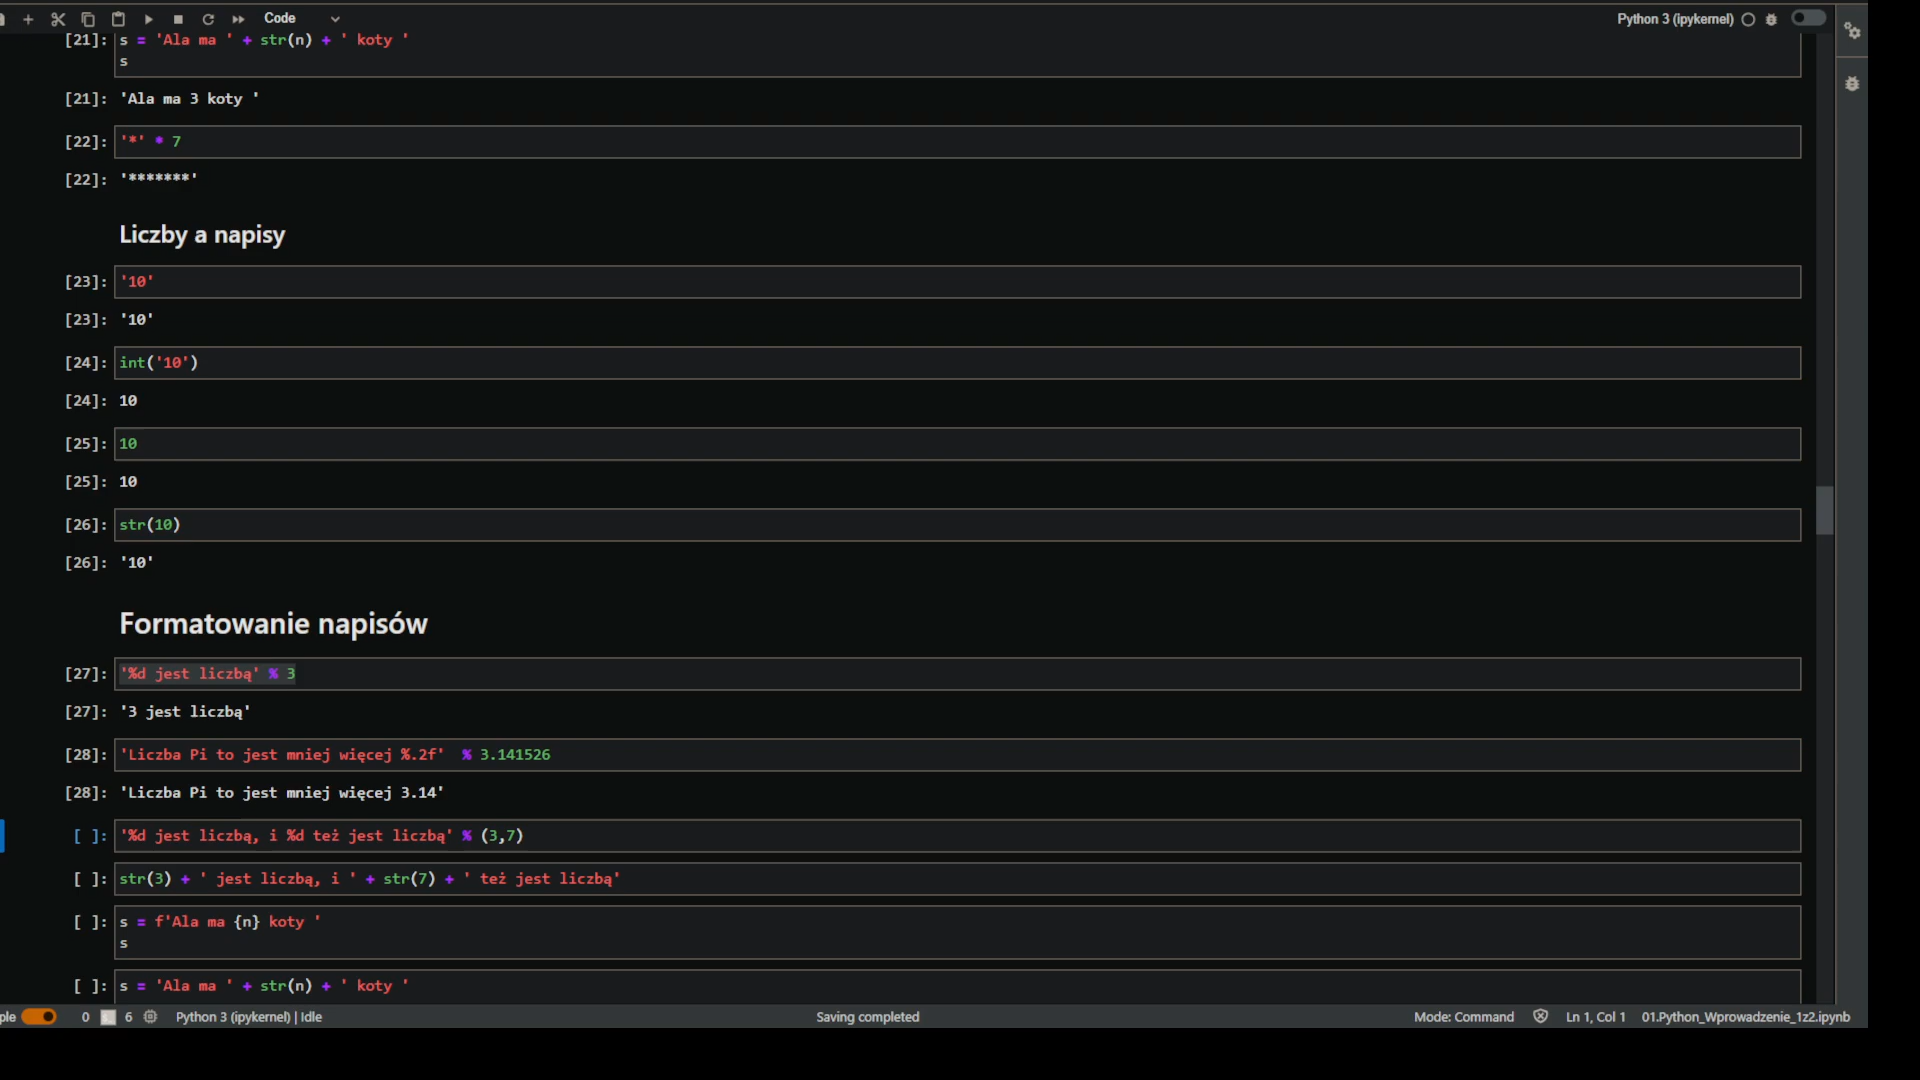 Code
Python 3 (ipykernel)
[21]: s = 'Ala ma ' + str(n) + ' koty '
s
[21]: 'Ala ma 3 koty '
[22]: '*' * 7
[22]: '*******'
Liczby a napisy
[23]: '10'
[23]: '10'
[24]: int('10')
[24]: 10
[25]: 10
[25]: 10
[26]: str(10)
[26]: '10'
Formatowanie napisów
[27]: '%d jest liczbą' % 3
[27]: '3 jest liczbą'
[28]: 'Liczba Pi to jest mniej więcej %.2f'  % 3.141526
[28]: 'Liczba Pi to jest mniej więcej 3.14'
[ ]: '%d jest liczbą, i %d też jest liczbą' % (3,7)
[ ]: str(3) + ' jest liczbą, i ' + str(7) + ' też jest liczbą'
[ ]: s = f'Ala ma {n} koty '
s
[ ]: s = 'Ala ma ' + str(n) + ' koty '
ple 0 6 Python 3 (ipykernel) | Idle Saving completed Mode: Command Ln 1, Col 1 01.Python_Wprowadzenie_1z2.ipynb